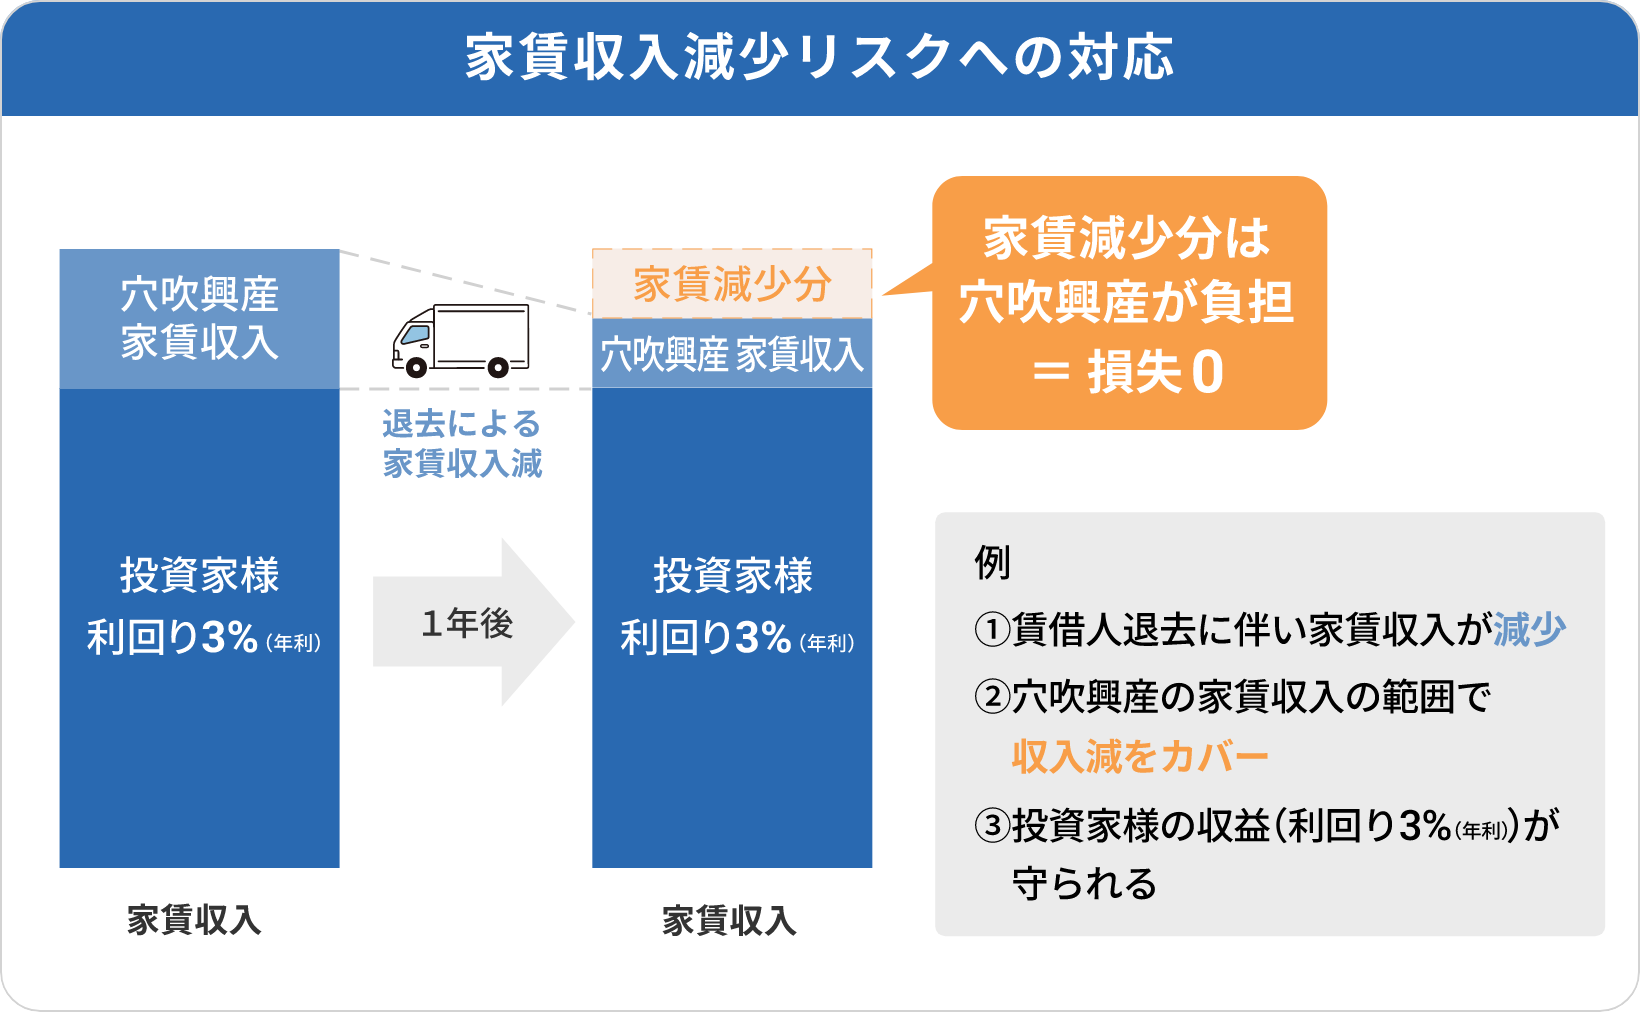 家賃収入減少リスクへの対応
穴吹興産
家賃収入
投資家様
利回り3%（年利）
家賃収入
退去による
家賃収入減
１年後
家賃減少分
穴吹興産 家賃収入
投資家様
利回り3%（年利）
家賃収入
家賃減少分は
穴吹興産が負担
＝ 損失0
例
①賃借人退去に伴い家賃収入が減少
②穴吹興産の家賃収入の範囲で
収入減をカバー
③投資家様の収益（利回り3%（年利））が
守られる